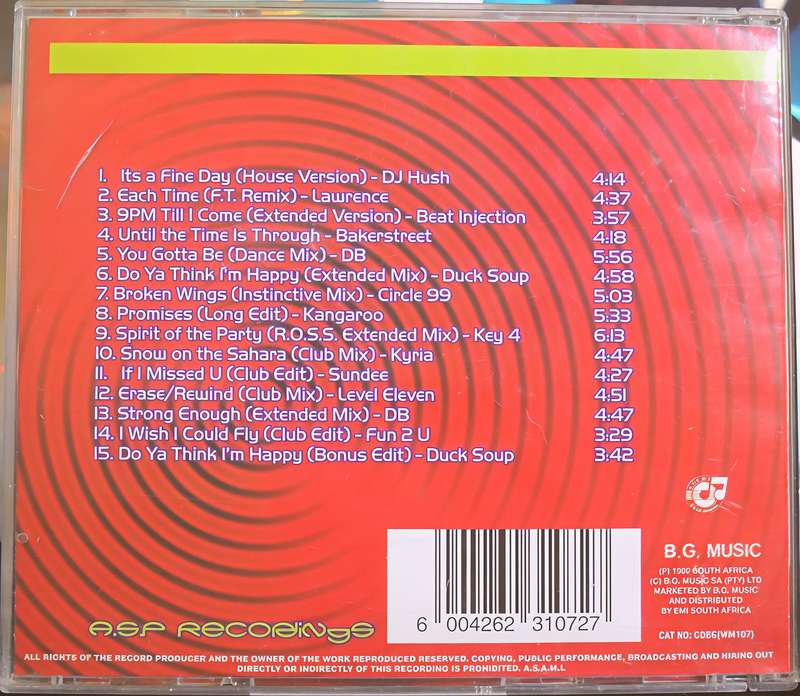 1. Its a Fine Day (House Version) - DJ Hush 4:14
2. Each Time (F.T. Remix) - Lawrence 4:37
3. 9PM Till I Come (Extended Version) - Beat Injection 3:57
4. Until the Time Is Through - Bakerstreet 4:18
5. You Gotta Be (Dance Mix) - DB 5:56
6. Do Ya Think I'm Happy (Extended Mix) - Duck Soup 4:58
7. Broken Wings (Instinctive Mix) - Circle 99 5:03
8. Promises (Long Edit) - Kangaroo 5:33
9. Spirit of the Party (R.O.S.S. Extended Mix) - Key 4 6:13
10. Snow on the Sahara (Club Mix) - Kyria 4:47
11. If I Missed U (Club Edit) - Sundee 4:27
12. Erase/Rewind (Club Mix) - Level Eleven 4:51
13. Strong Enough (Extended Mix) - DB 4:47
14. I Wish I Could Fly (Club Edit) - Fun 2 U 3:29
15. Do Ya Think I'm Happy (Bonus Edit) - Duck Soup 3:42
B.G. MUSIC
(P) SOUTH AFRICA
(C) B.G. MUSIC SA (PTY) LTD
MARKETED BY B.G. MUSIC
AND DISTRIBUTED
BY EMI SOUTH AFRICA
CAT NO: CDBG(WM107)
6 004262 310727
A.S.P RECORDINGS
ALL RIGHTS OF THE RECORD PRODUCER AND THE OWNER OF THE WORK REPRODUCED RESERVED. COPYING, PUBLIC PERFORMANCE, BROADCASTING AND HIRING OUT
DIRECTLY OR INDIRECTLY OF THIS RECORDING IS PROHIBITED. A.S.A.M.I.